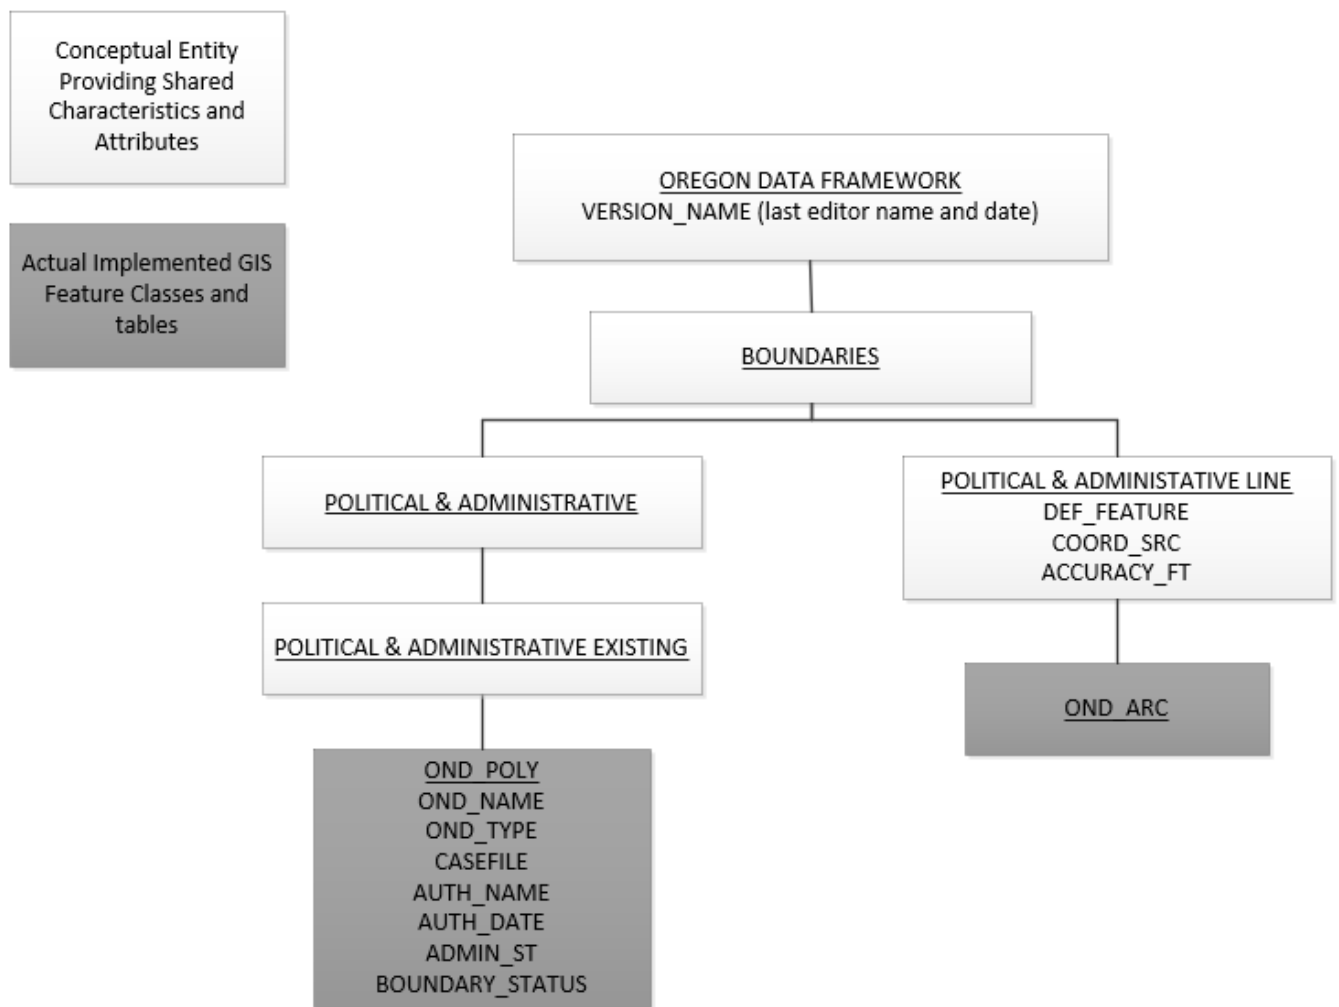 Conceptual Entity
Providing Shared
Characteristics and
Attributes
Actual Implemented GIS
Feature Classes and
tables
OREGON DATA FRAMEWORK
VERSION_NAME (last editor name and date)
BOUNDARIES
POLITICAL & ADMINISTRATIVE
POLITICAL & ADMINISTRATIVE EXISTING
OND_POLY
OND_NAME
OND_TYPE
CASEFILE
AUTH_NAME
AUTH_DATE
ADMIN_ST
BOUNDARY_STATUS
POLITICAL & ADMINISTATIVE LINE
DEF_FEATURE
COORD_SRC
ACCURACY_FT
OND_ARC